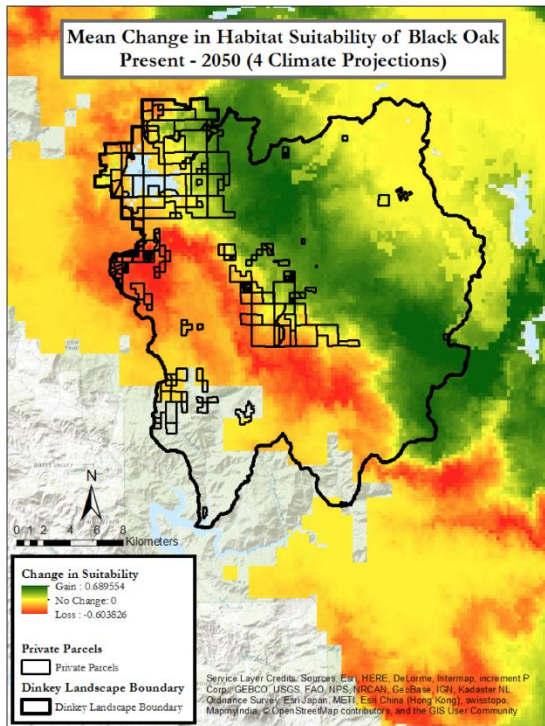 Mean Change in Habitat Suitability of Black Oak
Present - 2050 (4 Climate Projections)
N
0 1 2 4 6 8
Kilometers
Change in Suitability
Gain : 0.689554
No Change: 0
Loss : -0.603826
Private Parcels
Private Parcels
Dinkey Landscape Boundary
Dinkey Landscape Boundary
Service Layer Credits: Sources: Esri, HERE, DeLorme, Intermap, increment P
Corp., GEBCO, USGS, FAO, NPS, NRCAN, GeoBase, IGN, Kadaster NL,
Ordnance Survey, Esri Japan, METI, Esri China (Hong Kong), swisstopo,
MapmyIndia, © OpenStreetMap contributors, and the GIS User Community